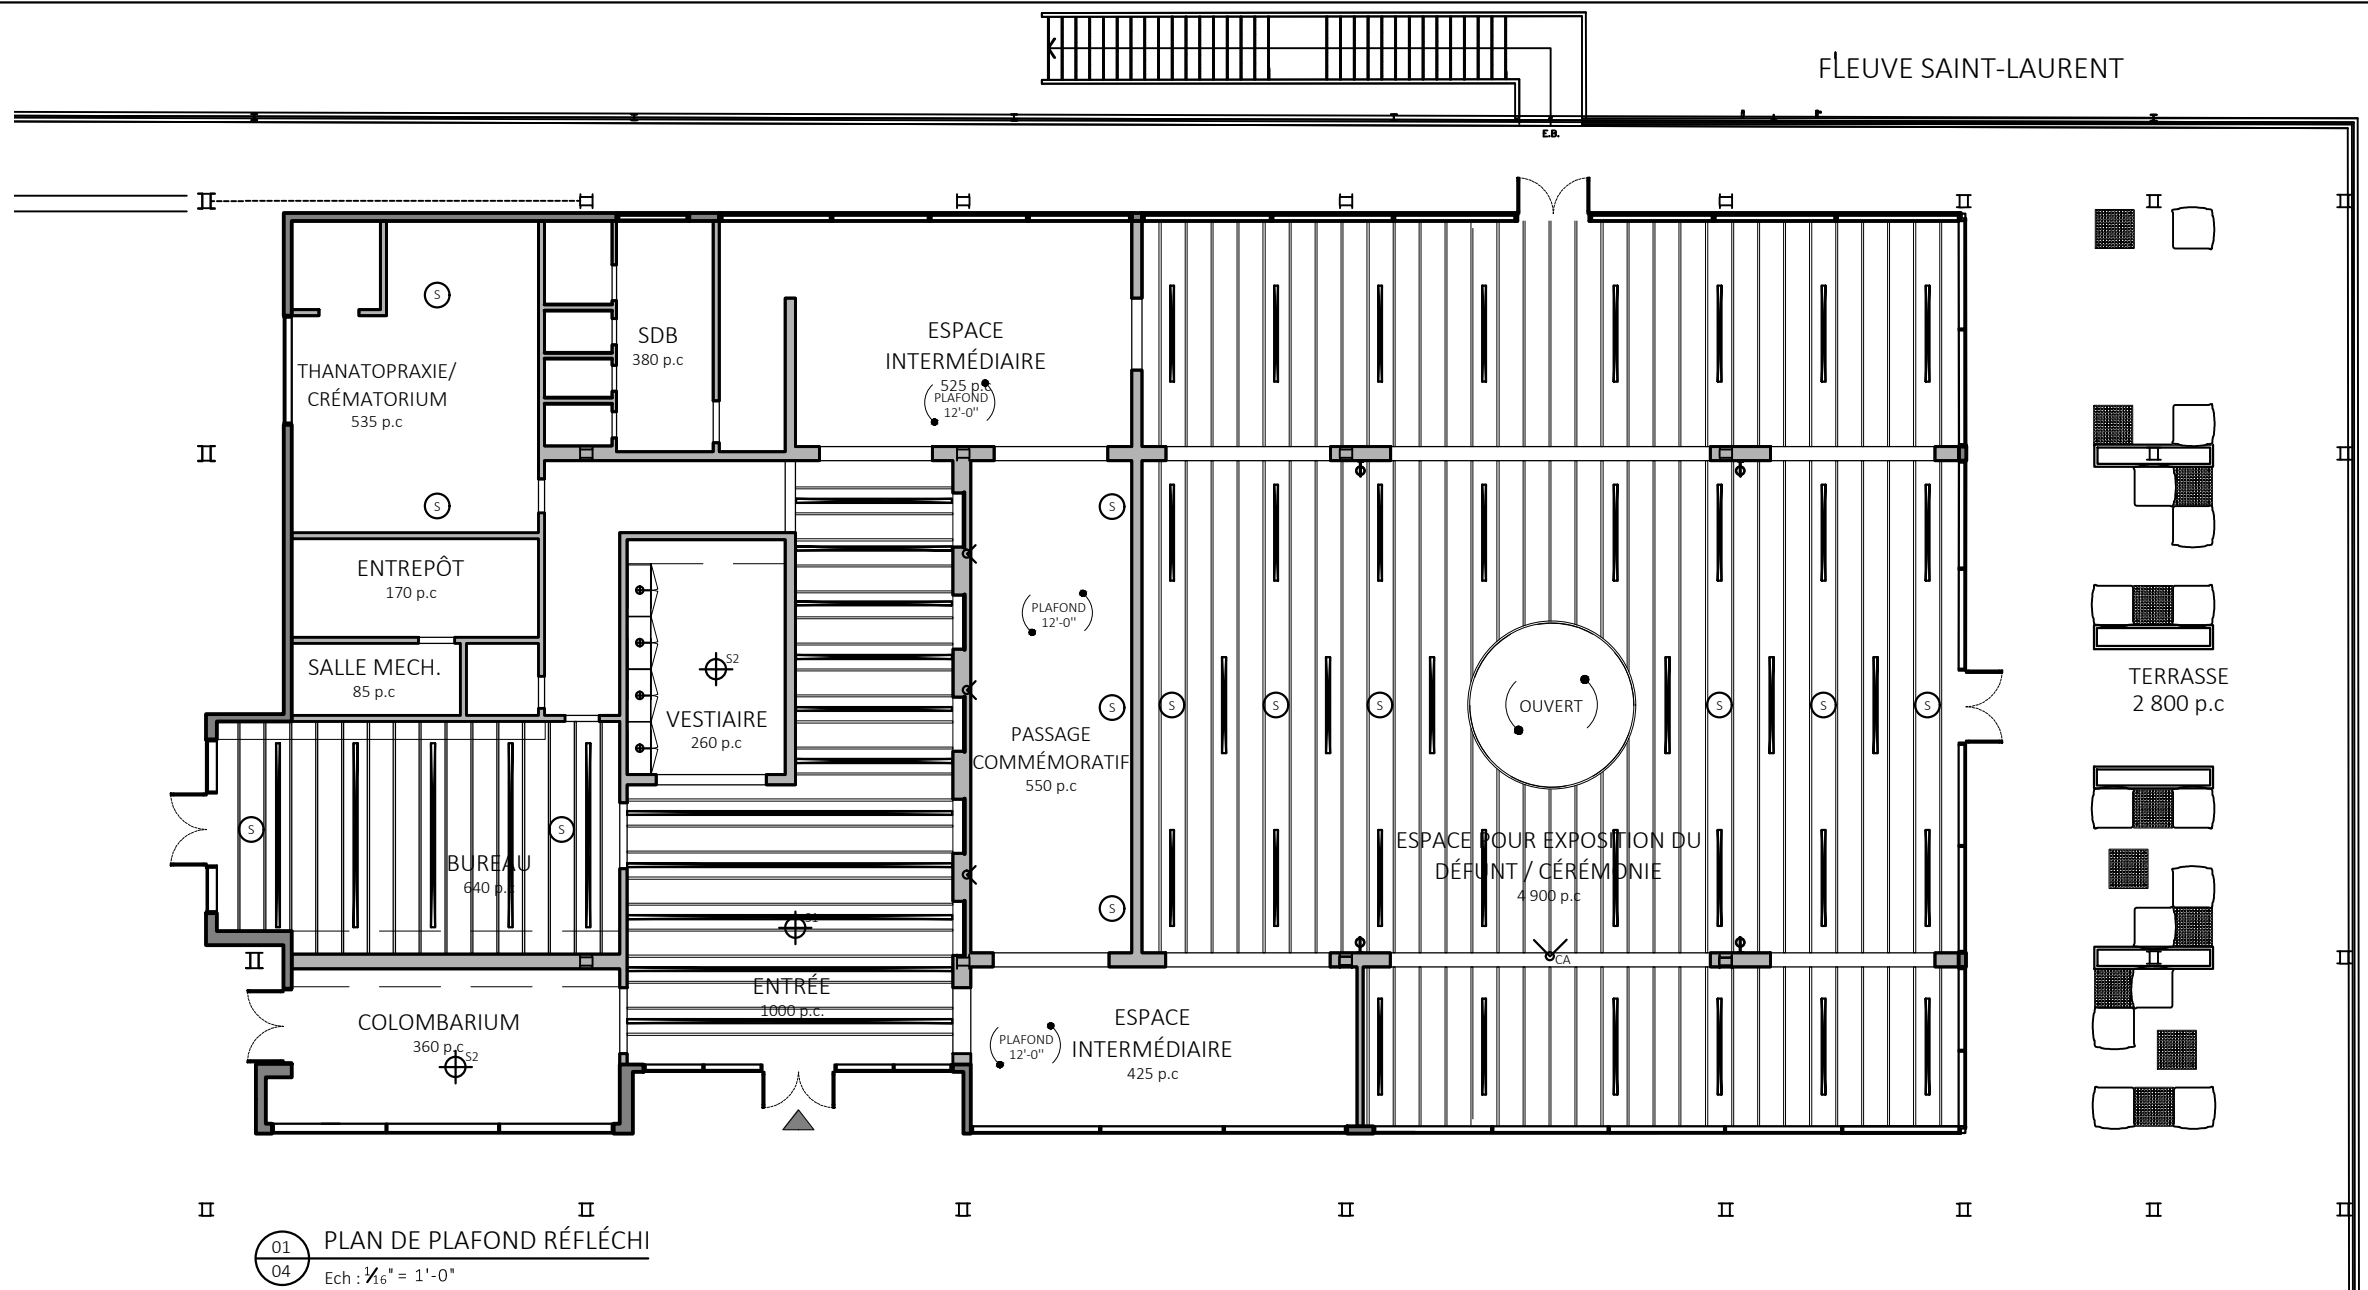 FLEUVE SAINT-LAURENT
E.B.
S
THANATOPRAXIE/
CRÉMATORIUM
535 p.c
S
SDB
380 p.c
ESPACE
INTERMÉDIAIRE
525 p.c
PLAFOND
12'-0"
ENTREPÔT
170 p.c
SALLE MECH.
85 p.c
S2
VESTIAIRE
260 p.c
S
PLAFOND
12'-0"
S
PASSAGE
COMMÉMORATIF
550 p.c
S
S
S
S
OUVERT
S
S
S
ESPACE POUR EXPOSITION DU
DÉFUNT / CÉRÉMONIE
4 900 p.c
CA
TERRASSE
2 800 p.c
S
S
BUREAU
640 p.c
S1
ENTRÉE
1000 p.c.
COLOMBARIUM
360 p.c
S2
PLAFOND
12'-0"
ESPACE
INTERMÉDIAIRE
425 p.c
01
04
PLAN DE PLAFOND RÉFLÉCHI
Ech : 1/16" = 1'-0"